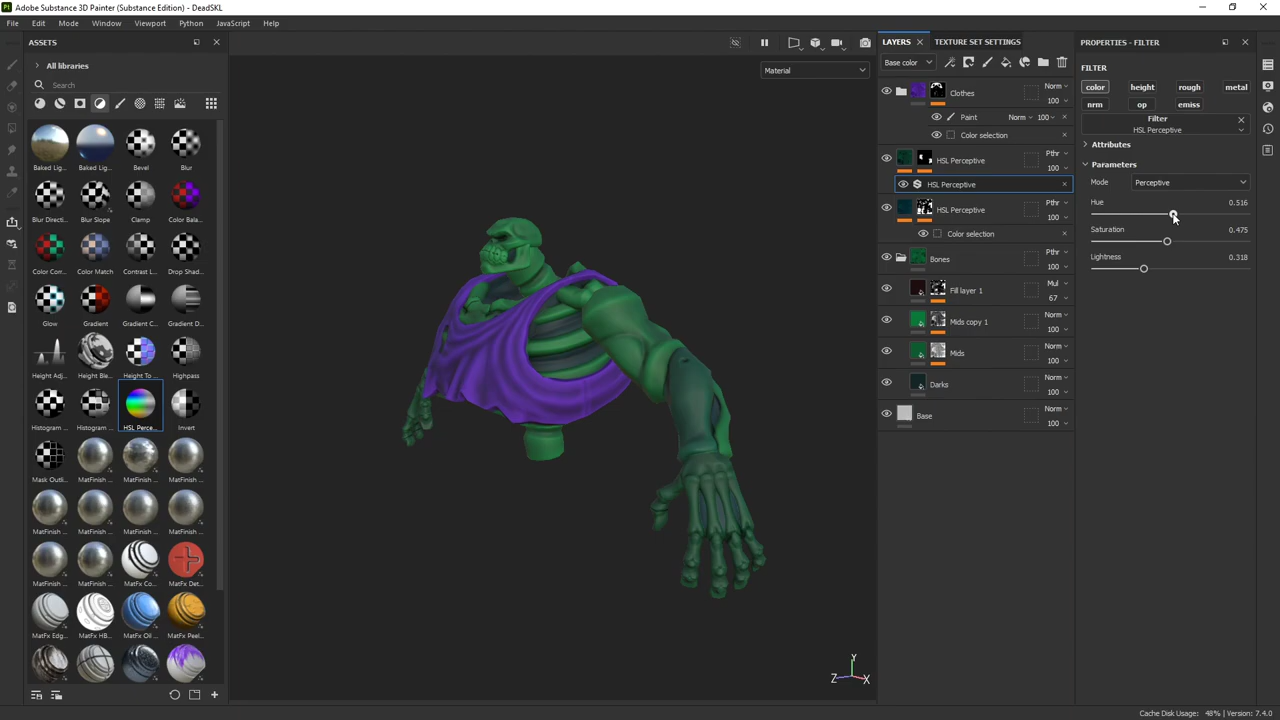 Pt Adobe Substance 3D Painter (Substance Edition) - DeadSKL
File Edit Mode Window Viewport Python JavaScript Help
ASSETS
All libraries
Search
Baked Lig... Baked Lig... Bevel Blur
Blur Directi... Blur Slope Clamp Color Bala...
Color Corr... Color Match Contrast L... Drop Shad...
Glow Gradient Gradient C... Gradient D...
Height Adj... Height Ble... Height To ... Highpass
Histogram ... Histogram ... HSL Perce... Invert
Mask Outli... MatFinish ... MatFinish ... MatFinish ...
MatFinish ... MatFinish ... MatFinish ... MatFinish ...
MatFinish ... MatFinish ... MatFx Co... MatFx Det...
MatFx Edg... MatFx HB... MatFx Oil ... MatFx Peel...
Material
Y
Z X
LAYERS TEXTURE SET SETTINGS
Base color
Clothes Norm 100
Paint Norm 100
Color selection
HSL Perceptive Pthr 100
HSL Perceptive
HSL Perceptive Pthr 100
Color selection
Bones Pthr 100
Fill layer 1 Mul 67
Mids copy 1 Norm 100
Mids Norm 100
Darks Norm 100
Base Norm 100
PROPERTIES - FILTER
FILTER
color height rough metal
nrm op emiss
Filter
HSL Perceptive
Attributes
Parameters
Mode Perceptive
Hue 0.516
Saturation 0.475
Lightness 0.318
Cache Disk Usage: 48% | Version: 7.4.0